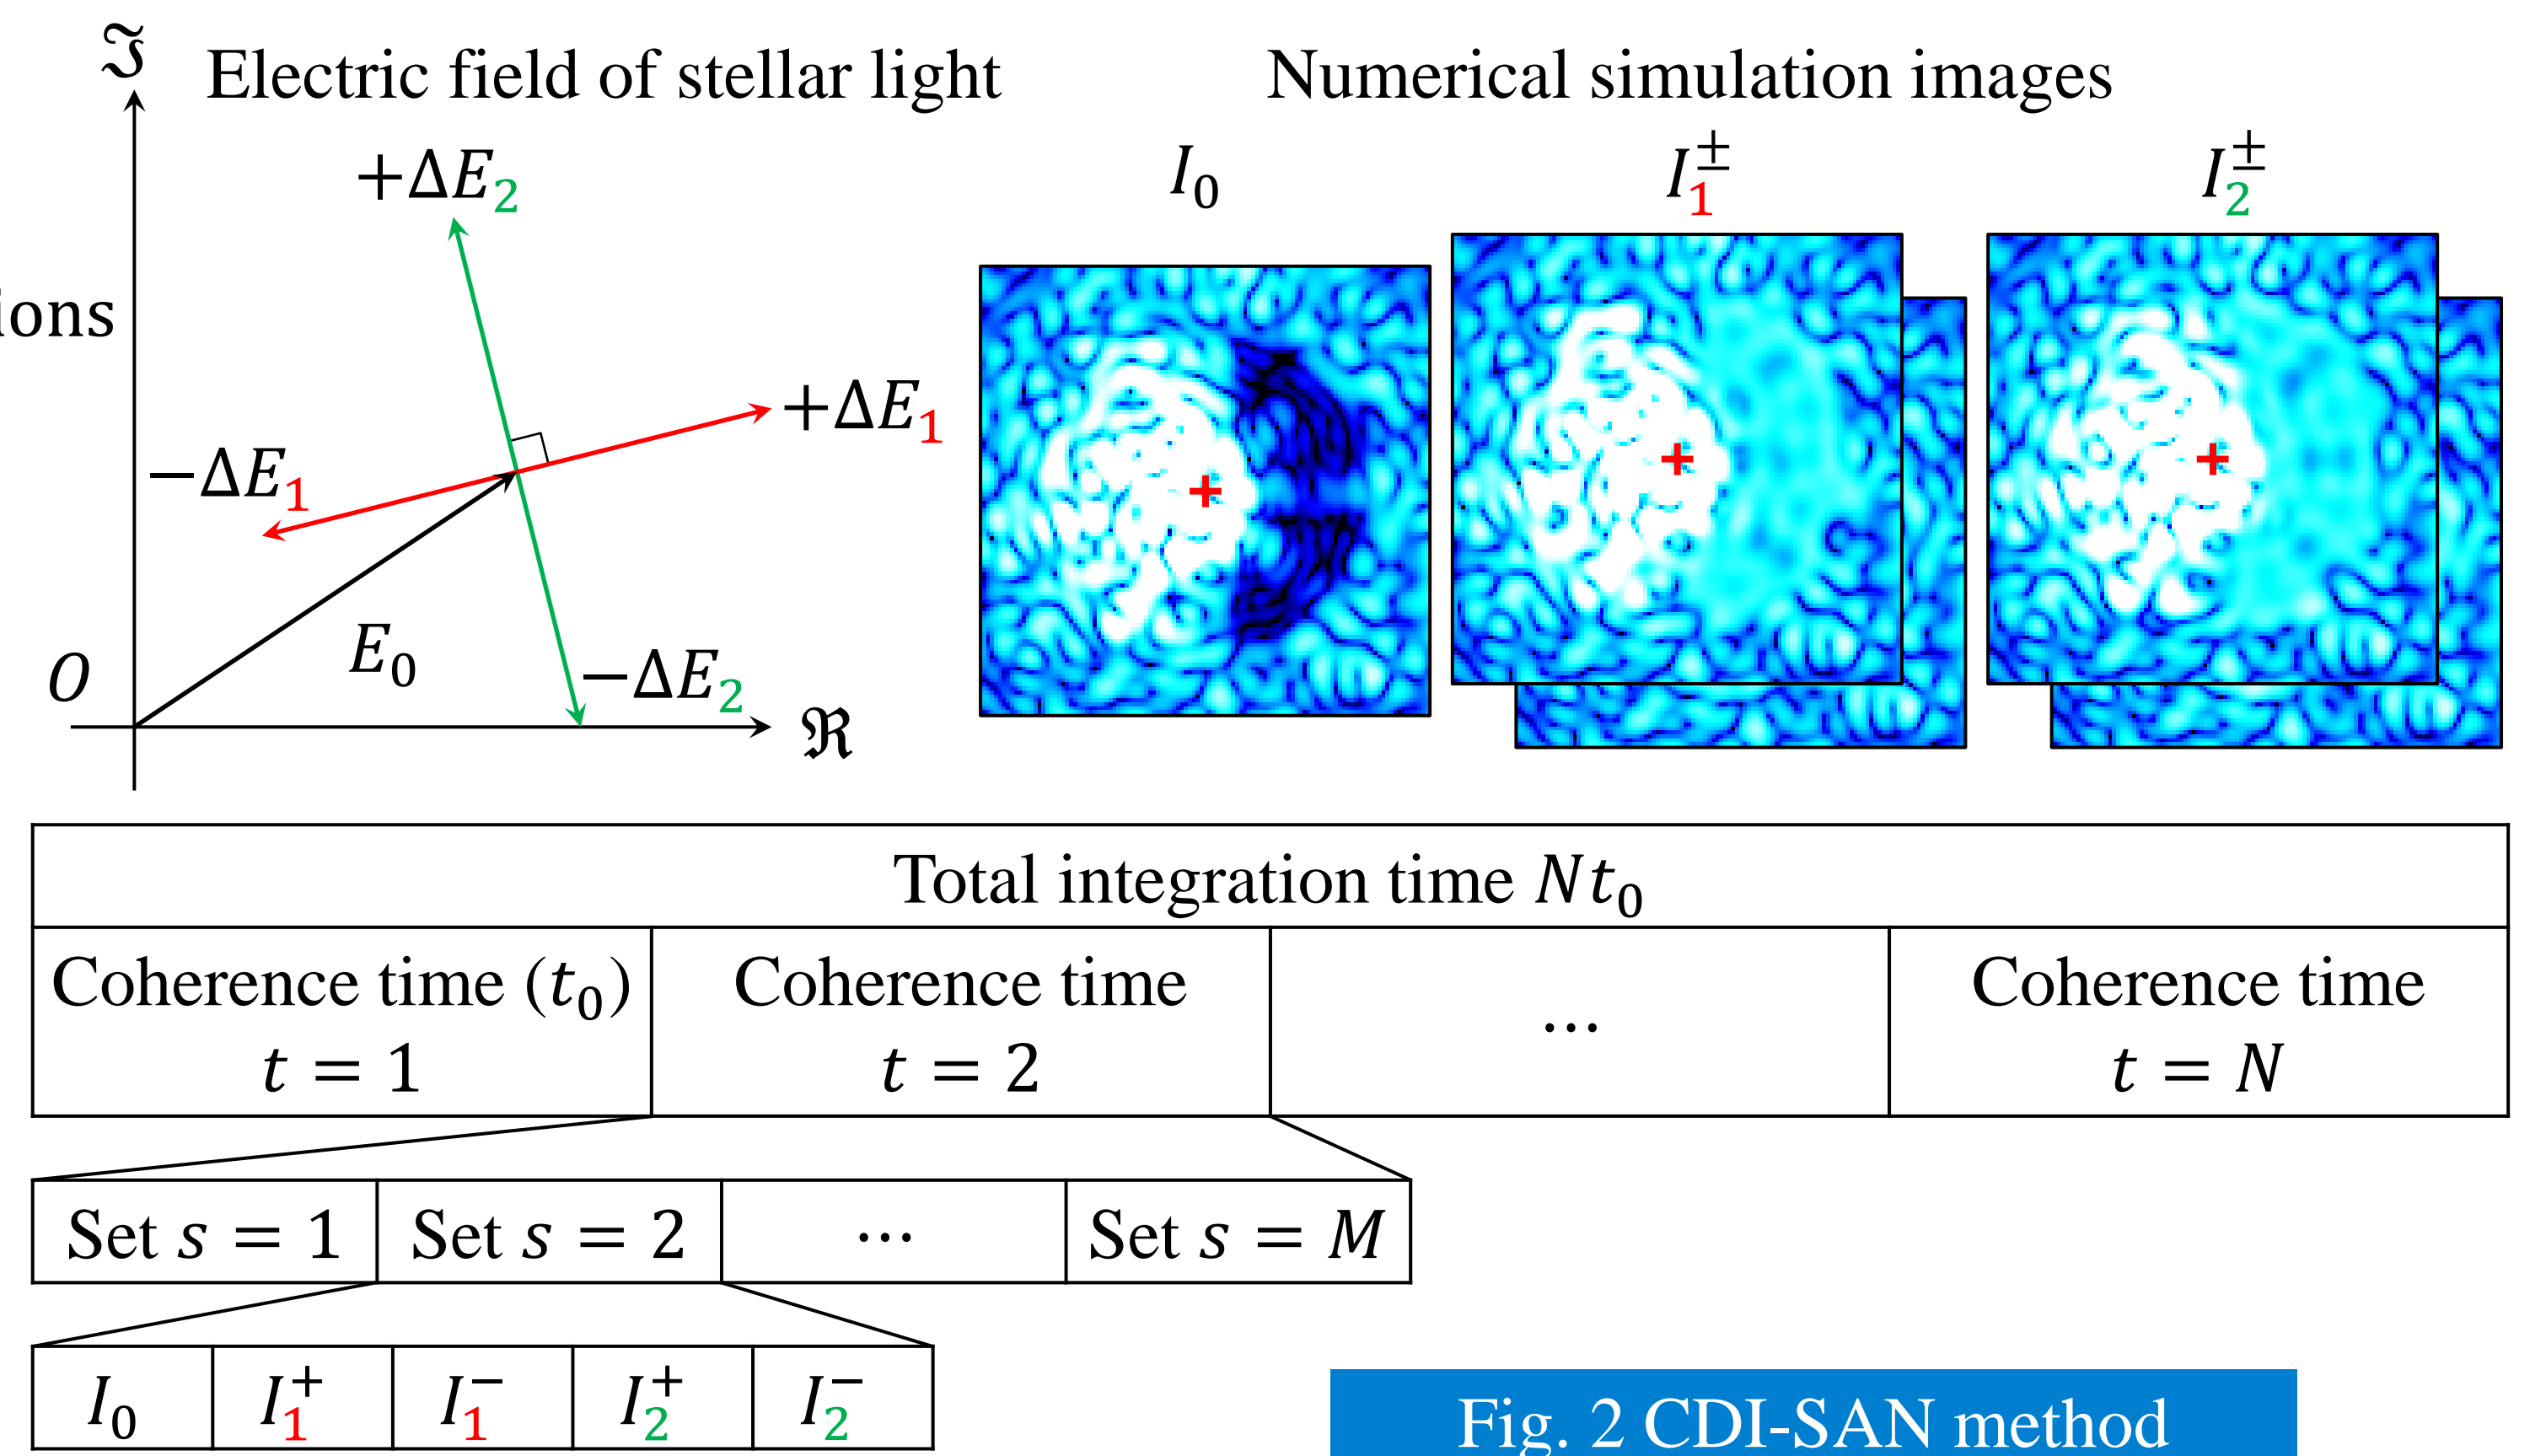 ℑ
Electric field of stellar light
Numerical simulation images
+ΔE₂
I₀
I₁±
I₂±
ions
+ΔE₁
−ΔE₁
E₀
−ΔE₂
O
ℜ
Total integration time Nt₀
Coherence time (t₀)
t = 1
Coherence time
t = 2
⋯
Coherence time
t = N
Set s = 1
Set s = 2
⋯
Set s = M
I₀
I₁⁺
I₁⁻
I₂⁺
I₂⁻
Fig. 2 CDI-SAN method